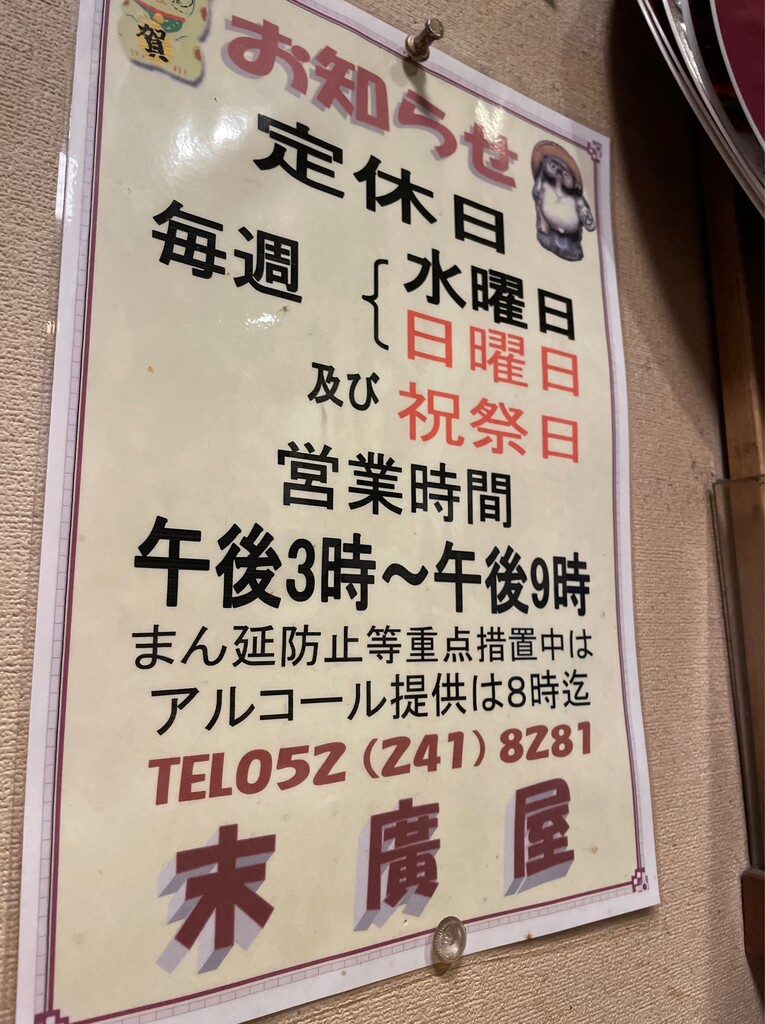 賀
お知らせ
定休日
毎週 { 水曜日
日曜日
及び 祝祭日
営業時間
午後3時～午後9時
まん延防止等重点措置中は
アルコール提供は8時迄
TEL052（241）8281
末廣屋